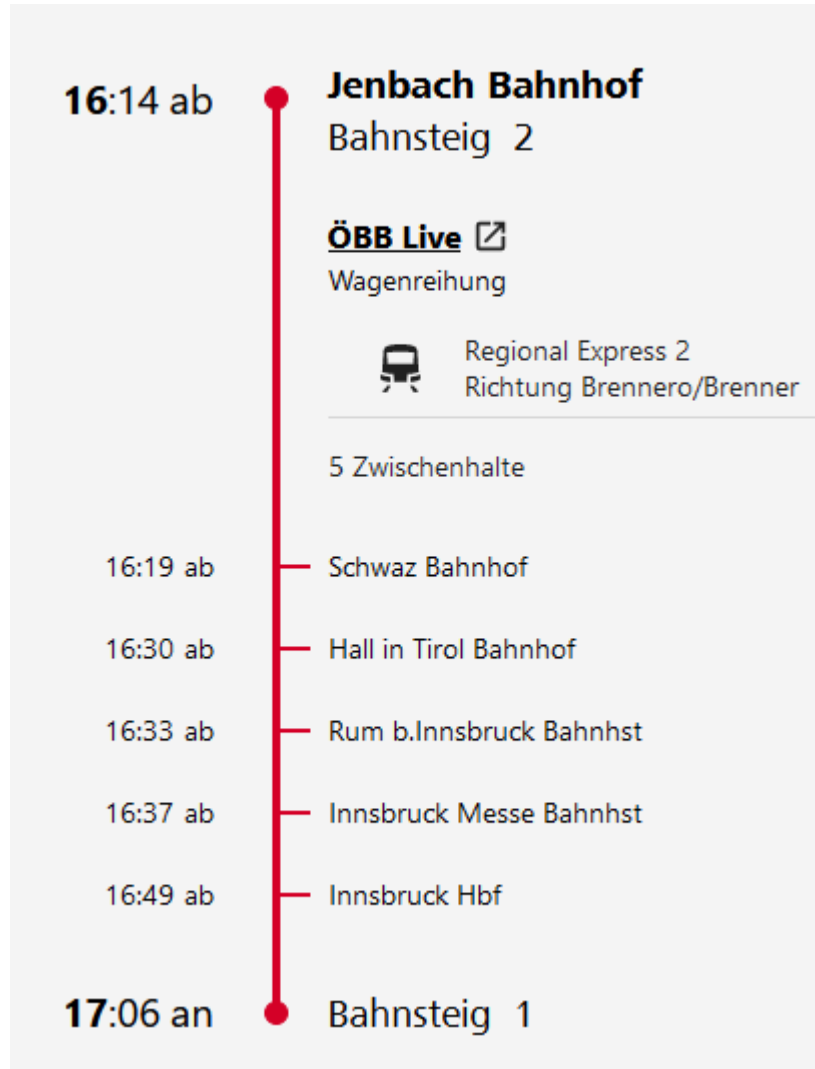 16:14 ab Jenbach Bahnhof
Bahnsteig 2
ÖBB Live
Wagenreihung
Regional Express 2
Richtung Brennero/Brenner
5 Zwischenhalte
16:19 ab Schwaz Bahnhof
16:30 ab Hall in Tirol Bahnhof
16:33 ab Rum b.Innsbruck Bahnhst
16:37 ab Innsbruck Messe Bahnhst
16:49 ab Innsbruck Hbf
17:06 an Bahnsteig 1